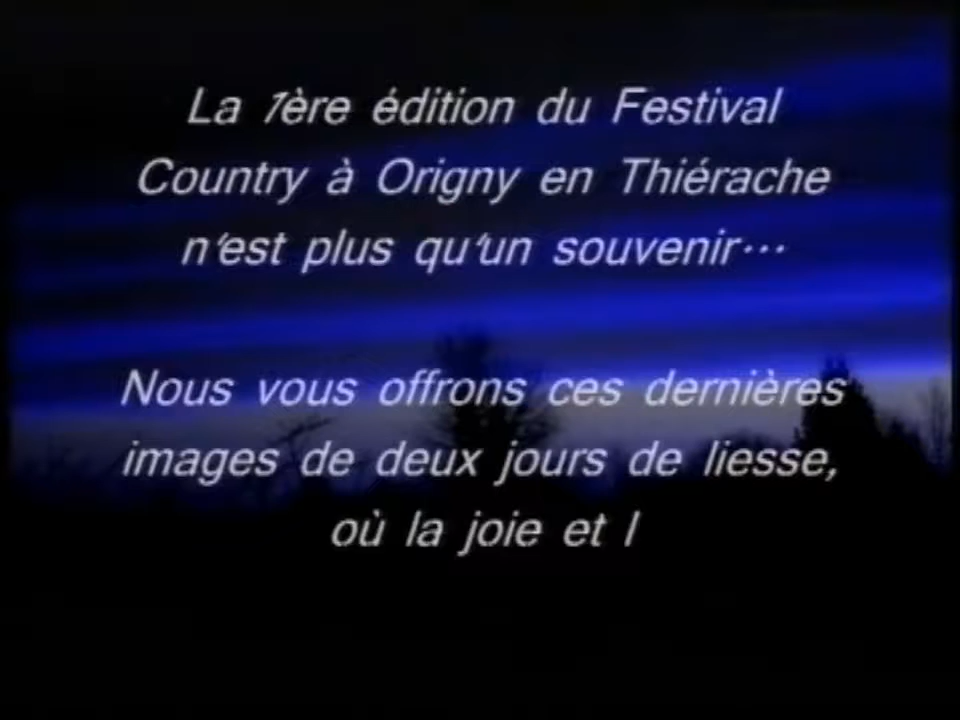 La 1ère édition du Festival
Country à Origny en Thiérache
n'est plus qu'un souvenir...
Nous vous offrons ces dernières
images de deux jours de liesse,
où la joie et l